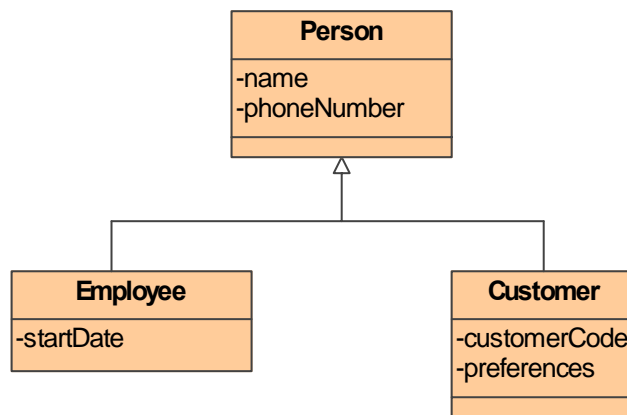 Person
-name
-phoneNumber
Employee
-startDate
Customer
-customerCode
-preferences